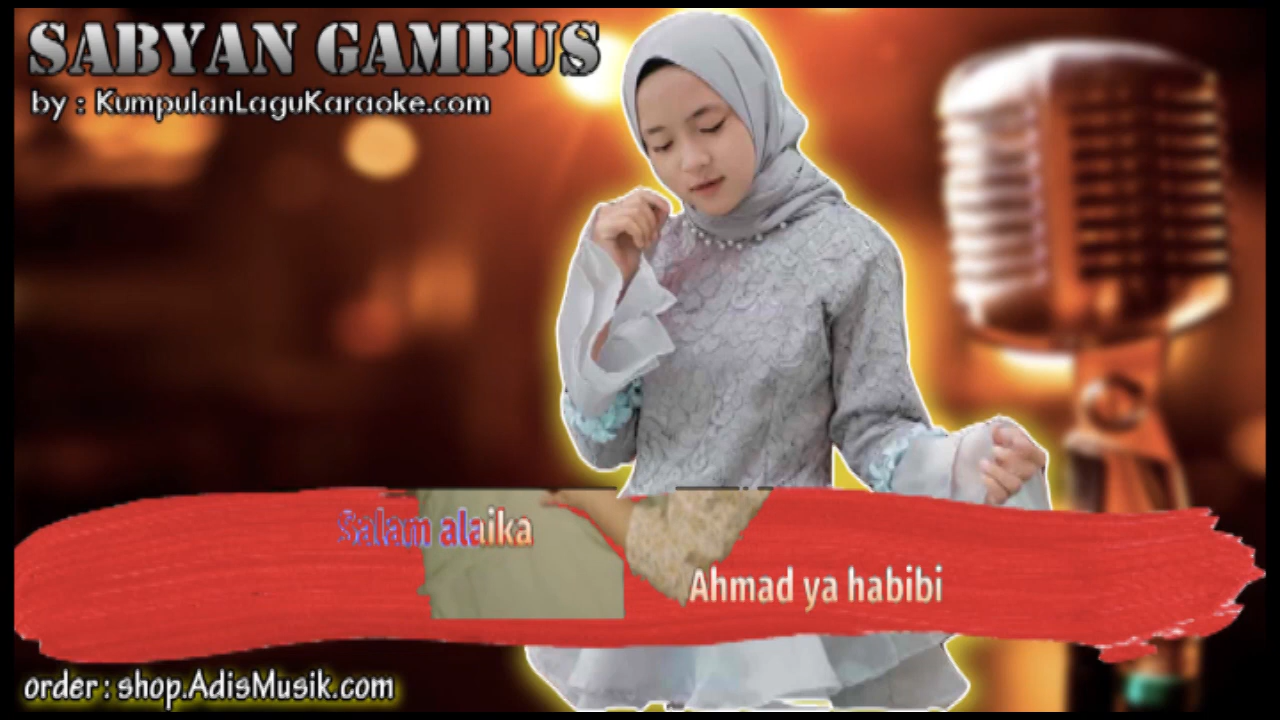 SABYAN GAMBUS
by : KumpulanLaguKaraoke.com
Salam alaika
Ahmad ya habibi
order : shop.AdisMusik.com